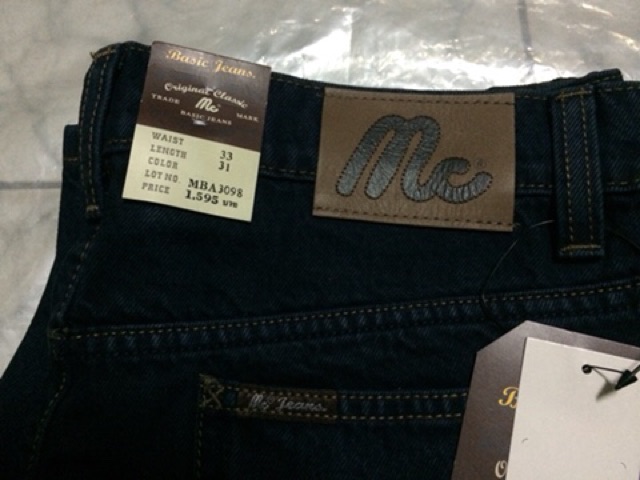 Basic Jeans.
Original Classic
TRADE Mc MARK
BASIC JEANS
WAIST 33
LENGTH 31
COLOR
LOT NO. MBA3098
PRICE 1.595 บาท
Mc ®
Mc Jeans.
B
O